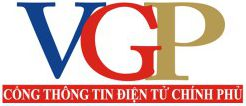 VGP
CỔNG THÔNG TIN ĐIỆN TỬ CHÍNH PHỦ